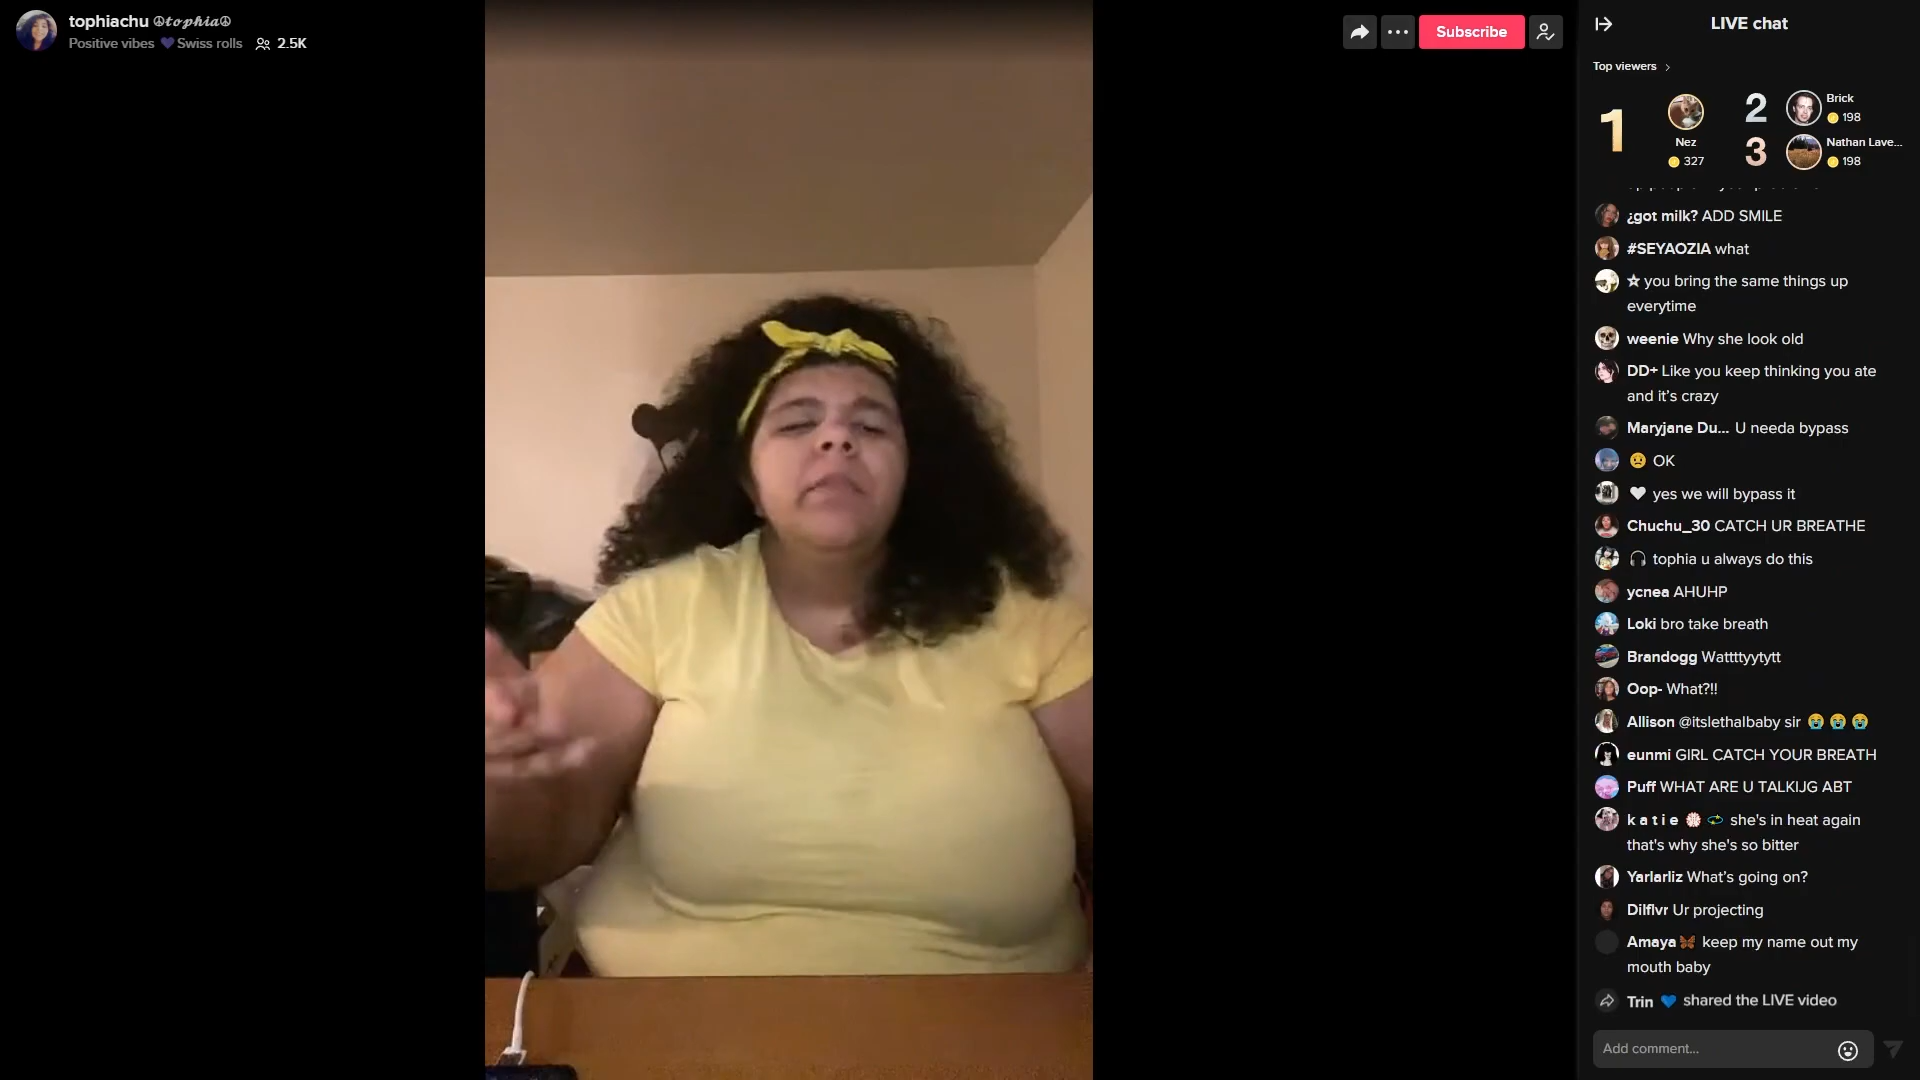 tophiachu ☮𝓽𝓸𝓹𝓱𝓲𝓪☮
Positive vibes 💜Swiss rolls 2.5K
Subscribe
LIVE chat
Top viewers >
1
Nez
327
2
Brick
198
3
Nathan Lave...
198
¿got milk? ADD SMILE
#SEYAOZIA what
☆ you bring the same things up
everytime
weenie Why she look old
DD+ Like you keep thinking you ate
and it's crazy
Maryjane Du... U needa bypass
😟 OK
🤍 yes we will bypass it
Chuchu_30 CATCH UR BREATHE
🎧 tophia u always do this
ycnea AHUHP
Loki bro take breath
Brandogg Wattttyytytt
Oop- What?!!
Allison @itslethalbaby sir 😭 😭 😭
eunmi GIRL CATCH YOUR BREATH
Puff WHAT ARE U TALKIJG ABT
k a t i e 🪩 💫 she's in heat again
that's why she's so bitter
Yarlarliz What's going on?
Dilflvr Ur projecting
Amaya🦋 keep my name out my
mouth baby
Trin 💙 shared the LIVE video
Add comment...